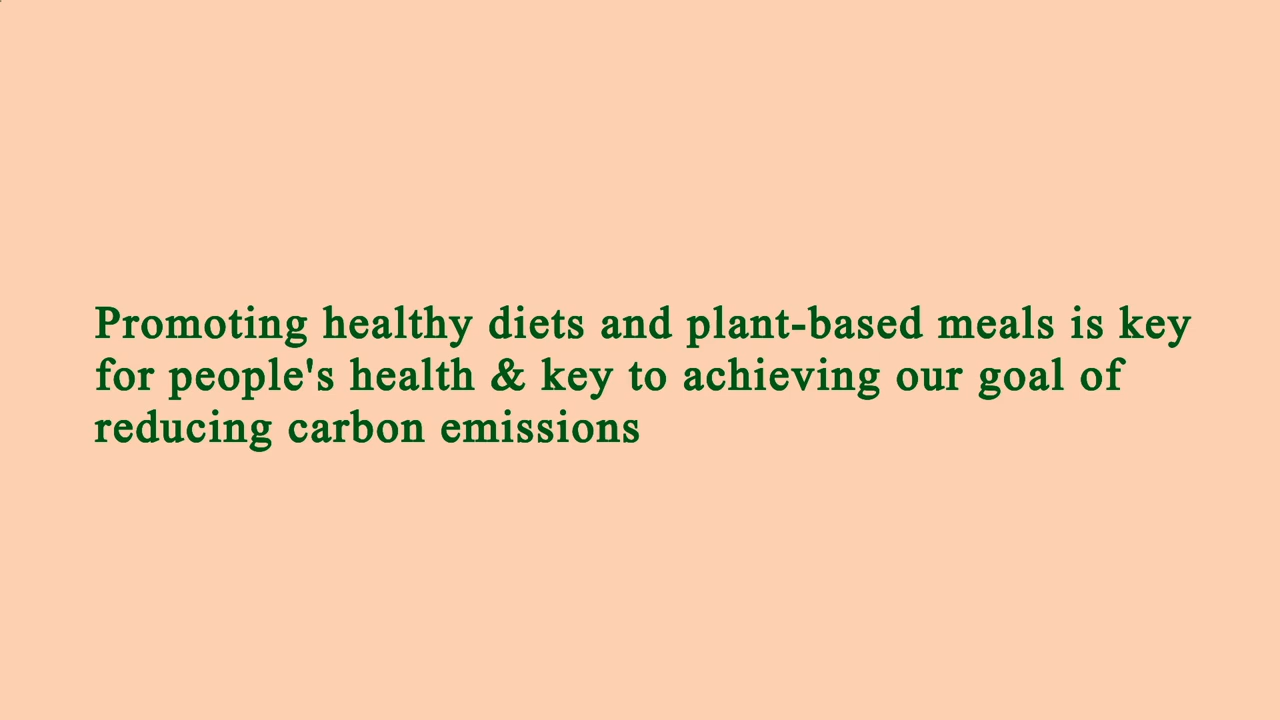 Promoting healthy diets and plant-based meals is key
for people's health & key to achieving our goal of
reducing carbon emissions